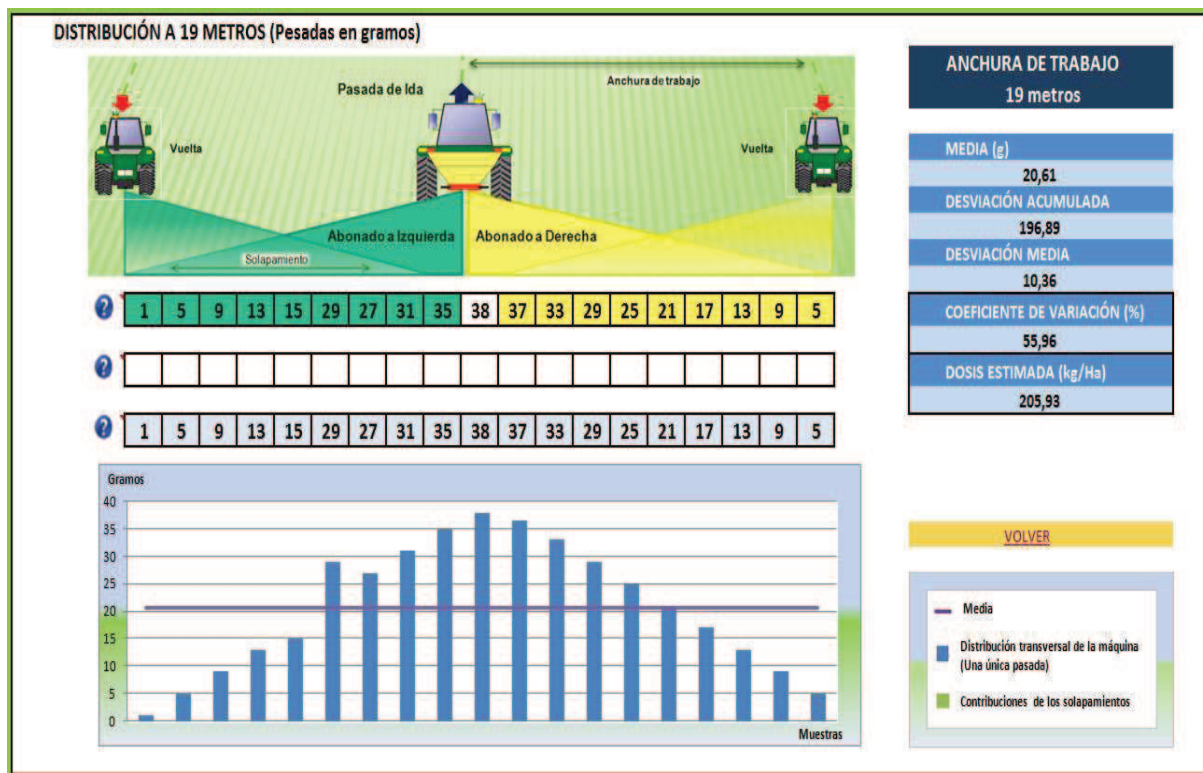 DISTRIBUCIÓN A 19 METROS (Pesadas en gramos)
Pasada de Ida
Anchura de trabajo
Vuelta
Vuelta
Abonado a Izquierda
Abonado a Derecha
Solapamiento
? 1 5 9 13 15 29 27 31 35 38 37 33 29 25 21 17 13 9 5
?
? 1 5 9 13 15 29 27 31 35 38 37 33 29 25 21 17 13 9 5
Gramos
40
35
30
25
20
15
10
5
0
Muestras
ANCHURA DE TRABAJO
19 metros
MEDIA (g)
20,61
DESVIACIÓN ACUMULADA
196,89
DESVIACIÓN MEDIA
10,36
COEFICIENTE DE VARIACIÓN (%)
55,96
DOSIS ESTIMADA (kg/Ha)
205,93
VOLVER
Media
Distribución transversal de la máquina
(Una única pasada)
Contribuciones de los solapamientos